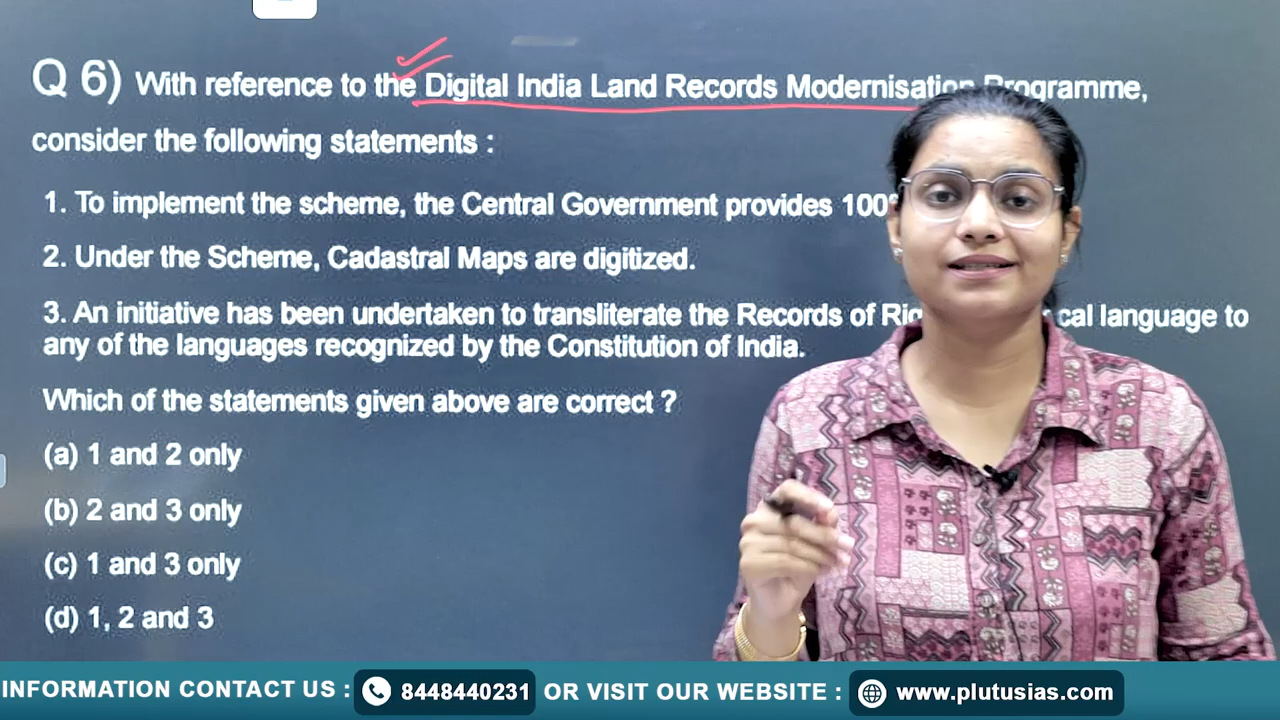 Q 6) With reference to the Digital India Land Records Modernisation Programme,
consider the following statements :
1. To implement the scheme, the Central Government provides 100%
2. Under the Scheme, Cadastral Maps are digitized.
3. An initiative has been undertaken to transliterate the Records of language to
any of the languages recognized by the Constitution of India.
Which of the statements given above are correct ?
(a) 1 and 2 only
(b) 2 and 3 only
(c) 1 and 3 only
(d) 1, 2 and 3
INFORMATION CONTACT US : 8448440231 OR VISIT OUR WEBSITE : www.plutusias.com